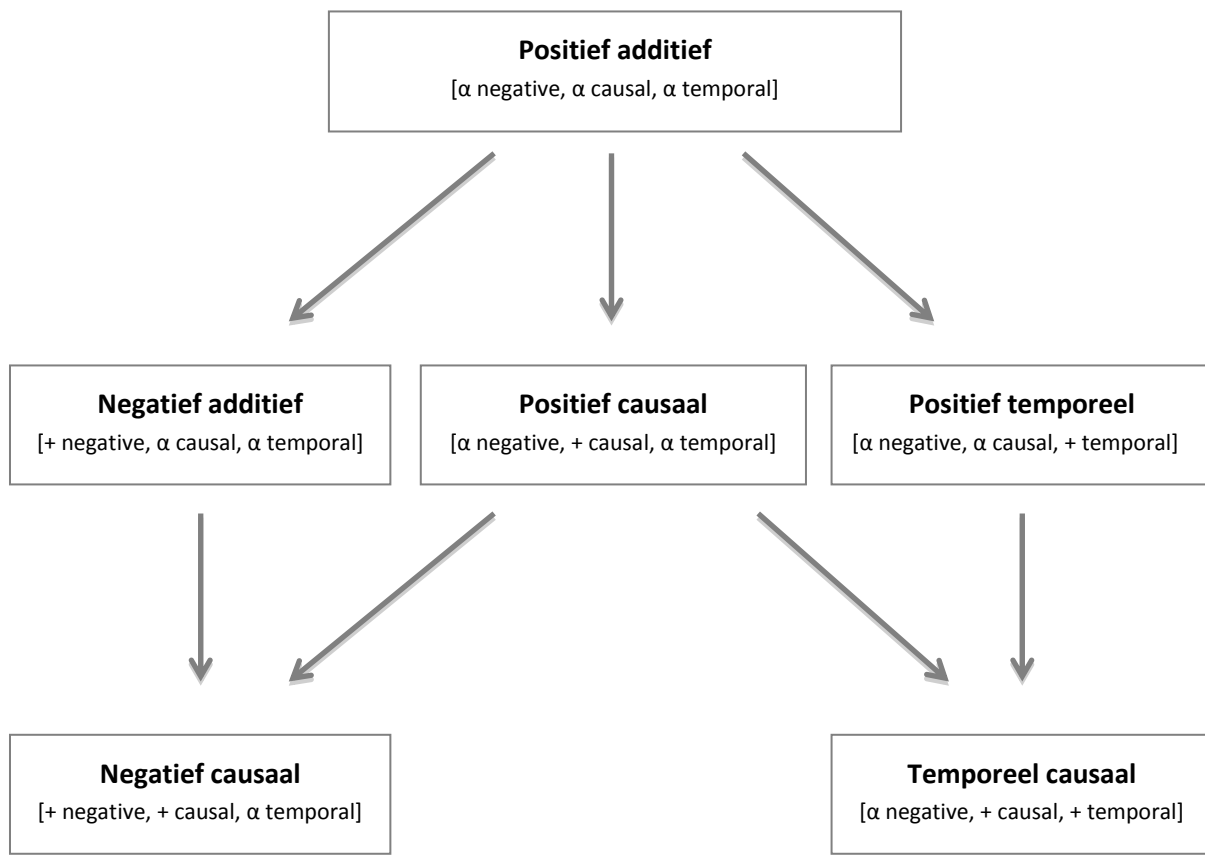 Positief additief
[α negative, α causal, α temporal]
Negatief additief
[+ negative, α causal, α temporal]
Positief causaal
[α negative, + causal, α temporal]
Positief temporeel
[α negative, α causal, + temporal]
Negatief causaal
[+ negative, + causal, α temporal]
Temporeel causaal
[α negative, + causal, + temporal]